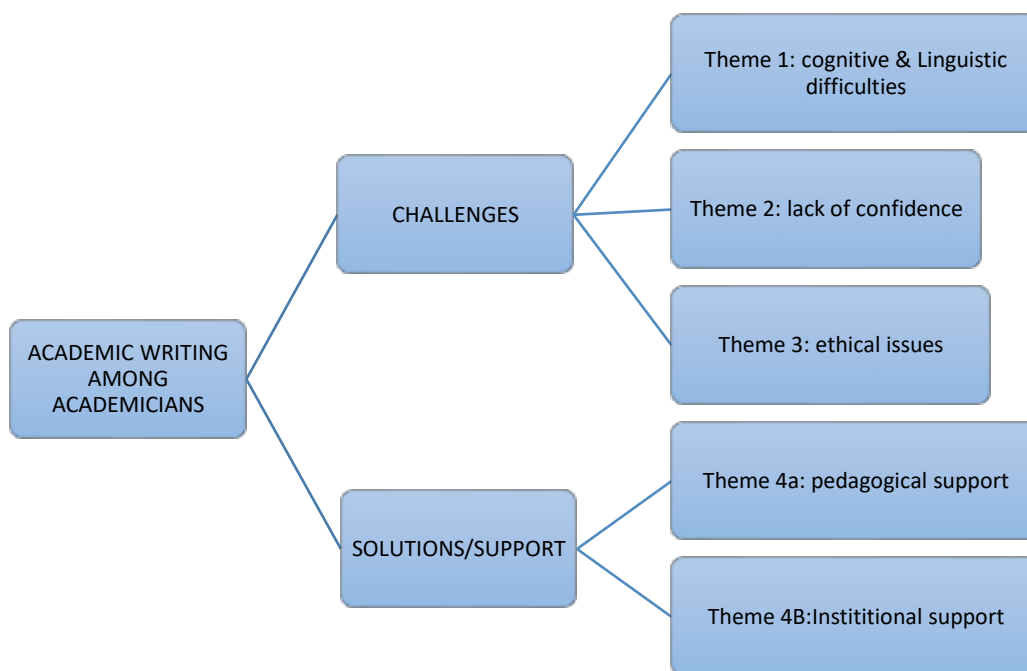 Theme 1: cognitive & Linguistic
difficulties
CHALLENGES
Theme 2: lack of confidence
Theme 3: ethical issues
ACADEMIC WRITING
AMONG
ACADEMICIANS
Theme 4a: pedagogical support
SOLUTIONS/SUPPORT
Theme 4B:Instititional support